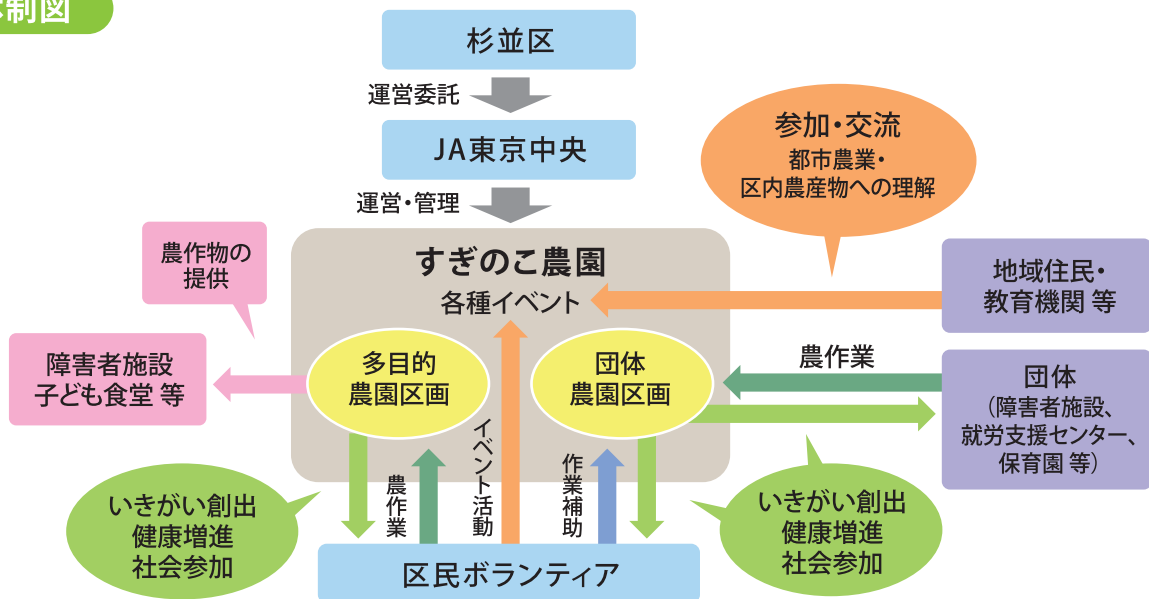 体制図
杉並区
運営委託
JA東京中央
運営・管理
参加・交流
都市農業・
区内農産物への理解
すぎのこ農園
各種イベント
農作物の
提供
地域住民・
教育機関 等
障害者施設
子ども食堂 等
多目的
農園区画
団体
農園区画
農作業
団体
（障害者施設、
就労支援センター、
保育園 等）
いきがい創出
健康増進
社会参加
農作業
イベント活動
作業補助
いきがい創出
健康増進
社会参加
区民ボランティア